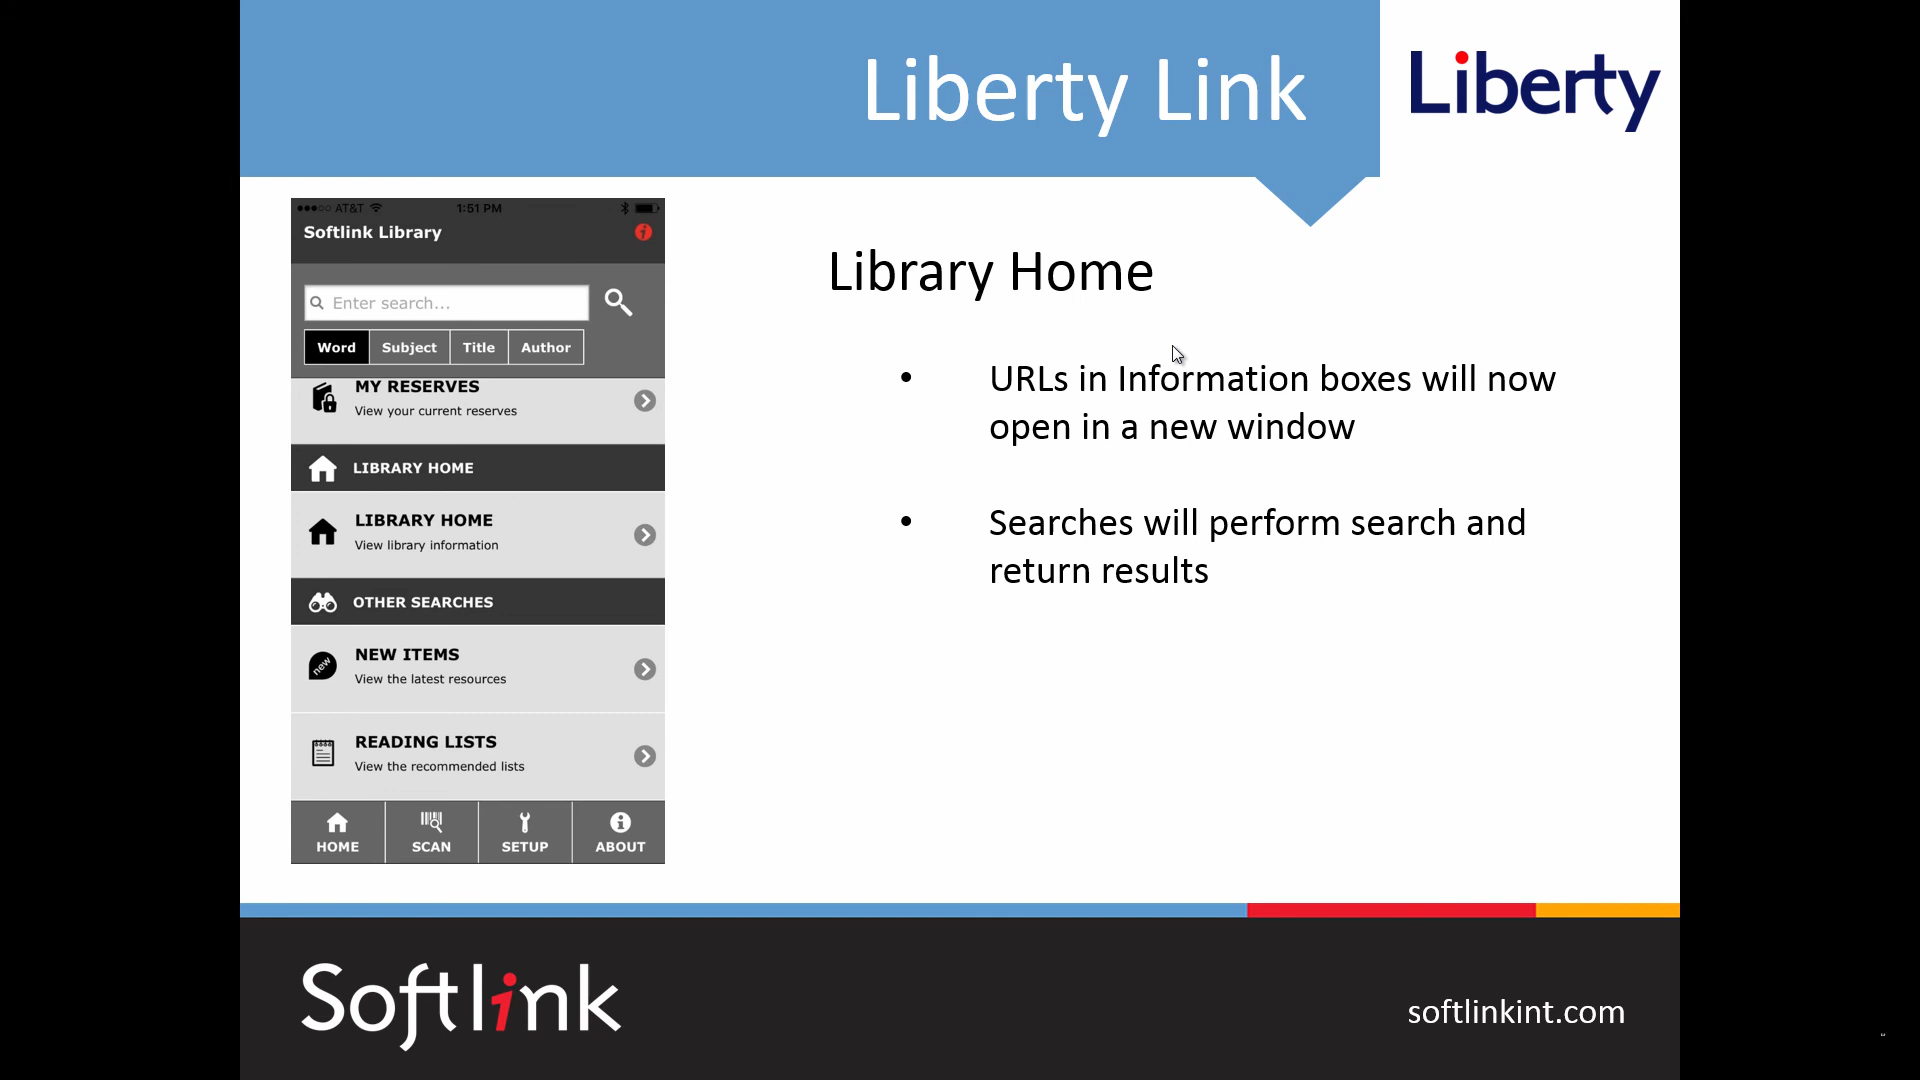 Liberty Link
Liberty
AT&T 1:51 PM
Softlink Library
Enter search...
Word Subject Title Author
MY RESERVES
View your current reserves
LIBRARY HOME
LIBRARY HOME
View library information
OTHER SEARCHES
new
NEW ITEMS
View the latest resources
READING LISTS
View the recommended lists
HOME SCAN SETUP ABOUT
Library Home
• URLs in Information boxes will now
open in a new window
• Searches will perform search and
return results
Softlink
softlinkint.com